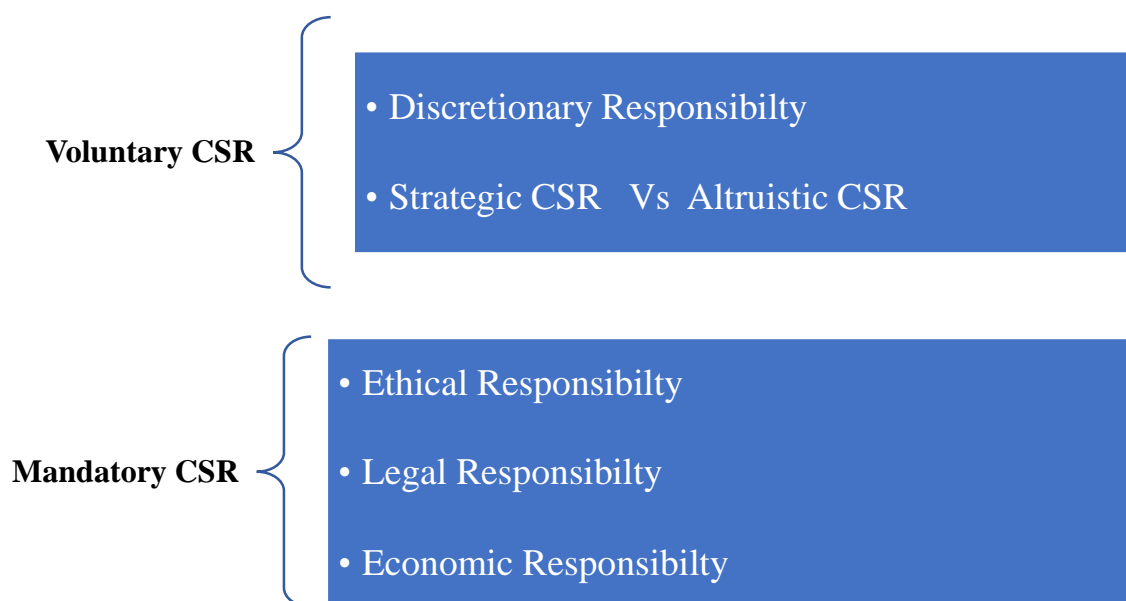 Voluntary CSR
• Discretionary Responsibilty
• Strategic CSR Vs Altruistic CSR
Mandatory CSR
• Ethical Responsibilty
• Legal Responsibilty
• Economic Responsibilty